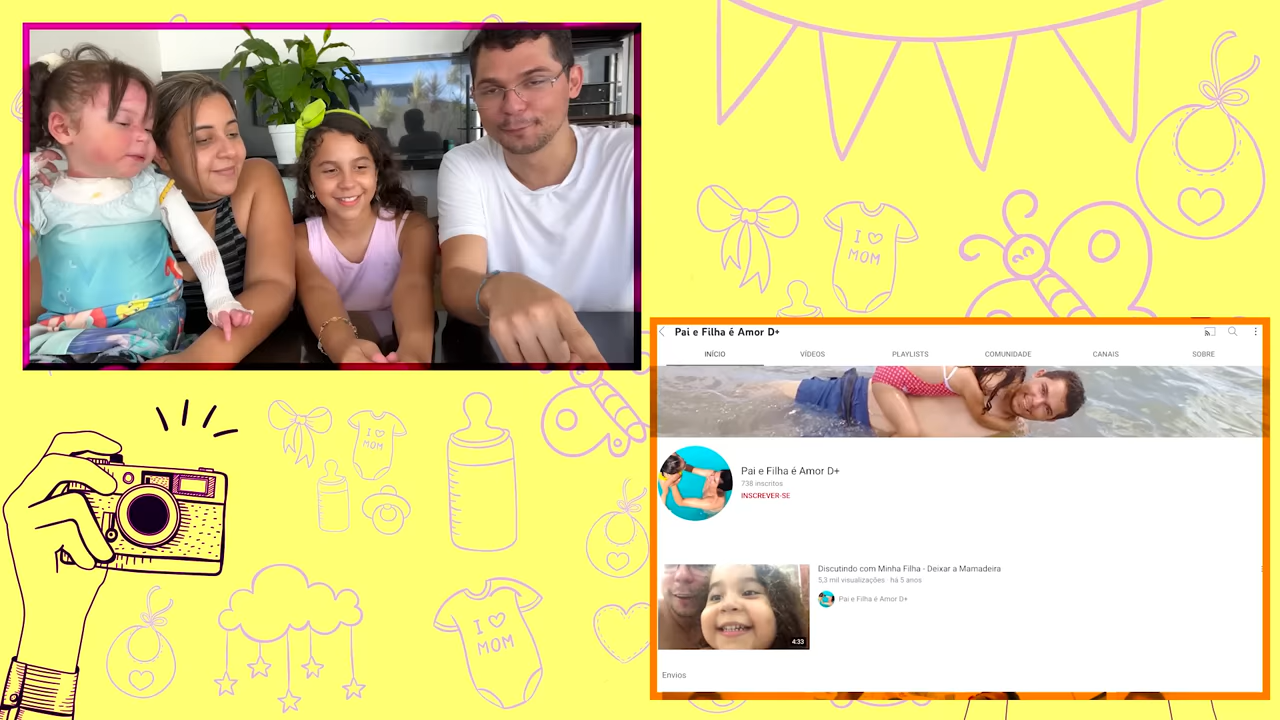 Pai e Filha é Amor D+
INÍCIO VÍDEOS PLAYLISTS COMUNIDADE CANAIS SOBRE
Pai e Filha é Amor D+
738 inscritos
INSCREVER-SE
Discutindo com Minha Filha - Deixar a Mamadeira
5,3 mil visualizações · há 5 anos
Pai e Filha é Amor D+
4:33
Envios
I ♡
MOM
I ♡
MOM
I ♡
MOM